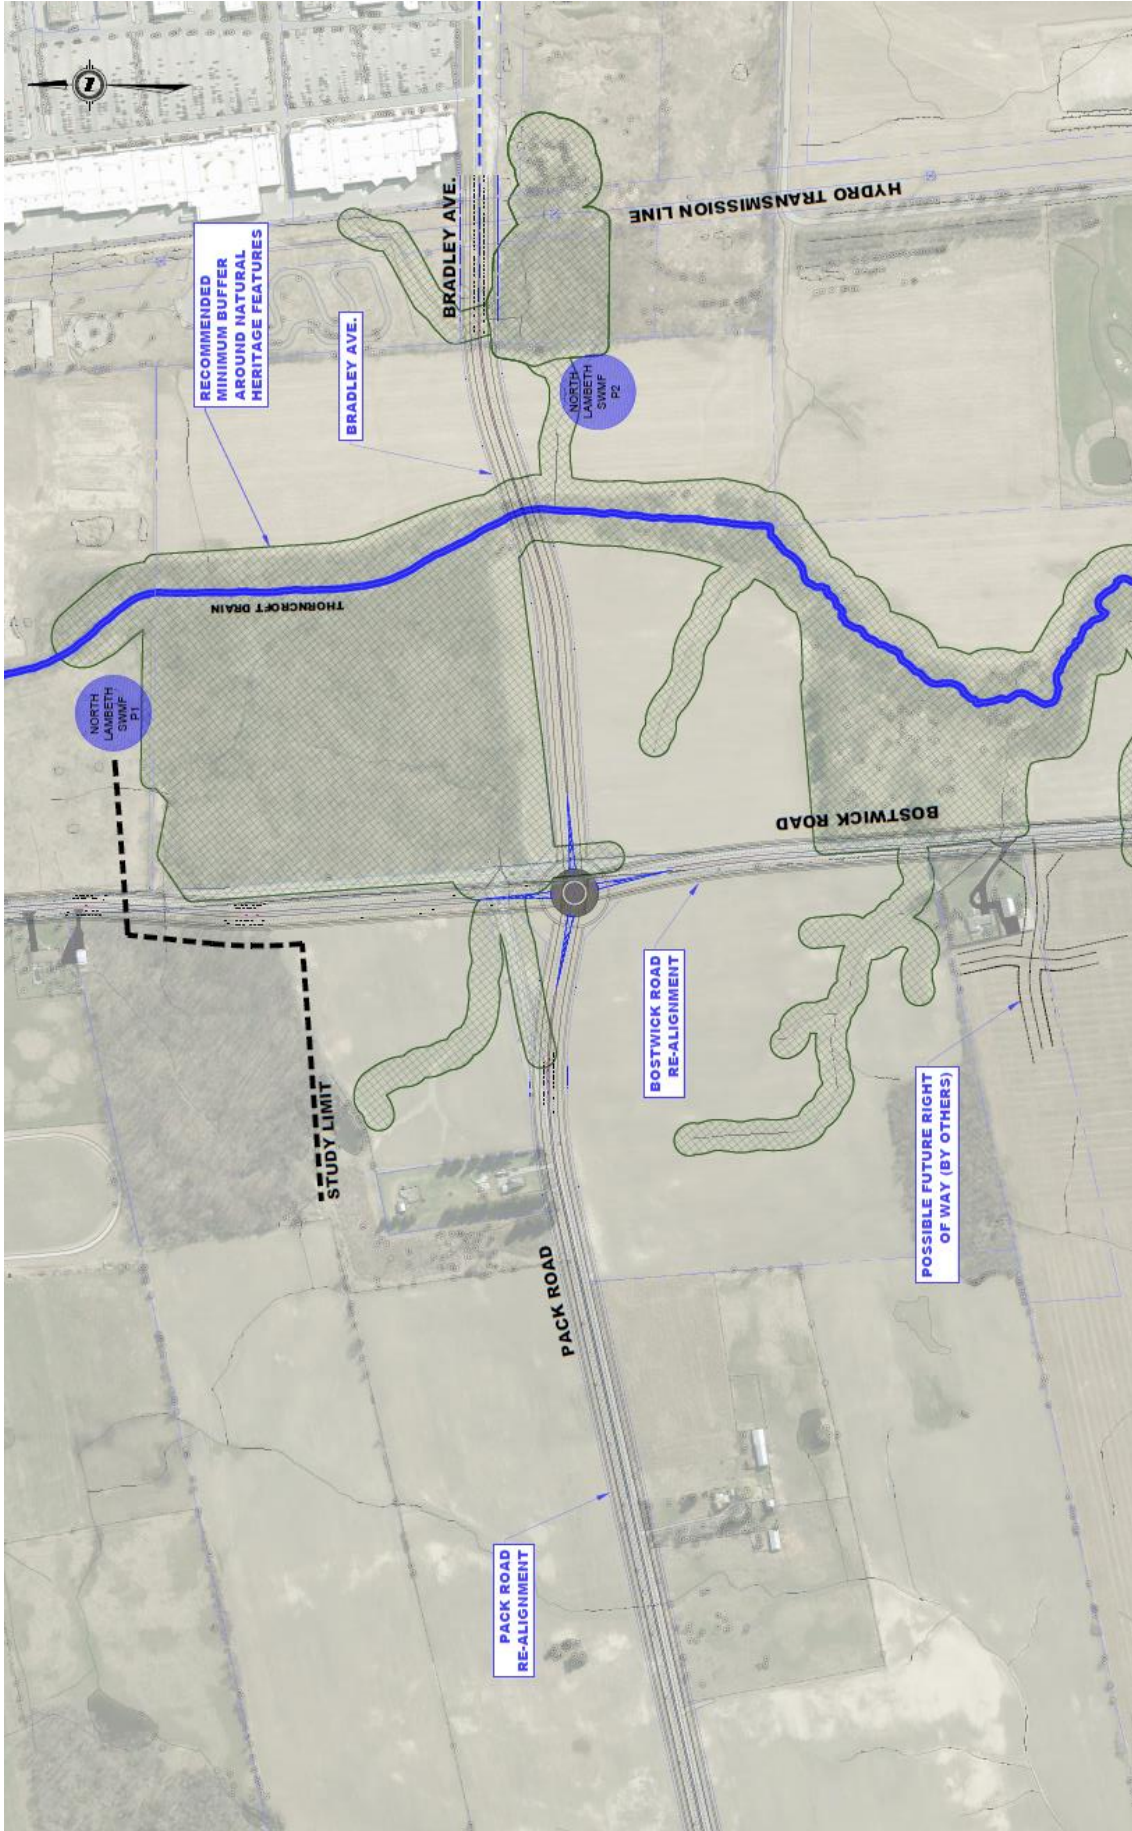 RECOMMENDED
MINIMUM BUFFER
AROUND NATURAL
HERITAGE FEATURES
BRADLEY AVE.
BRADLEY AVE.
HYDRO TRANSMISSION LINE
NORTH
LAMBETH
SWMF
P2
THORNCROFT DRAIN
NORTH
LAMBETH
SWMF
P1
BOSTWICK ROAD
BOSTWICK ROAD
RE-ALIGNMENT
STUDY LIMIT
POSSIBLE FUTURE RIGHT
OF WAY (BY OTHERS)
PACK ROAD
PACK ROAD
RE-ALIGNMENT